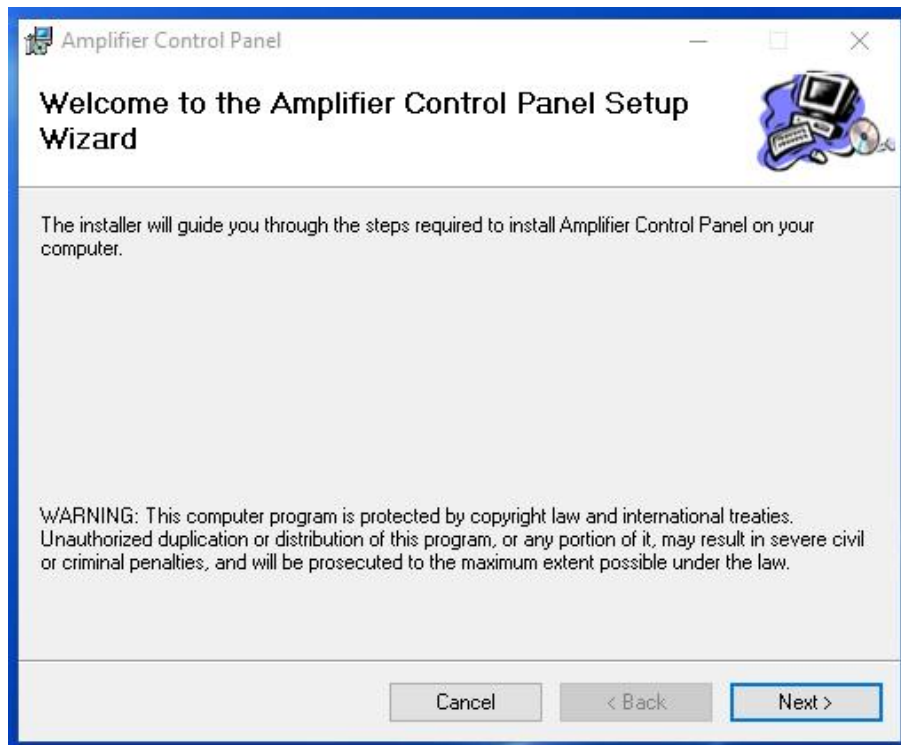 Amplifier Control Panel
Welcome to the Amplifier Control Panel Setup
Wizard
The installer will guide you through the steps required to install Amplifier Control Panel on your
computer.
WARNING: This computer program is protected by copyright law and international treaties.
Unauthorized duplication or distribution of this program, or any portion of it, may result in severe civil
or criminal penalties, and will be prosecuted to the maximum extent possible under the law.
Cancel < Back Next >